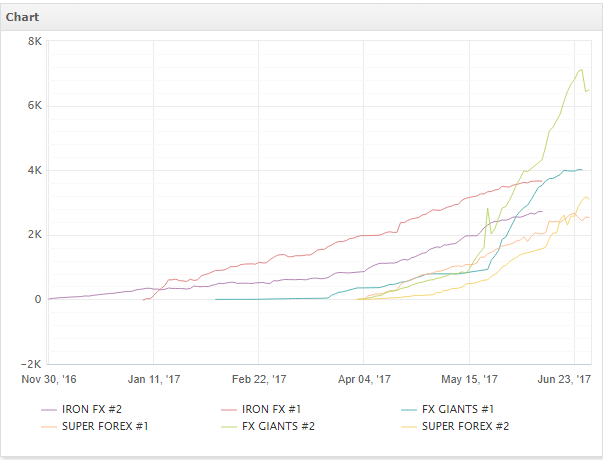 Chart
8K
6K
4K
2K
0
-2K
Nov 30, '16 Jan 11, '17 Feb 22, '17 Apr 04, '17 May 15, '17 Jun 23, '17
IRON FX #2 IRON FX #1 FX GIANTS #1
SUPER FOREX #1 FX GIANTS #2 SUPER FOREX #2